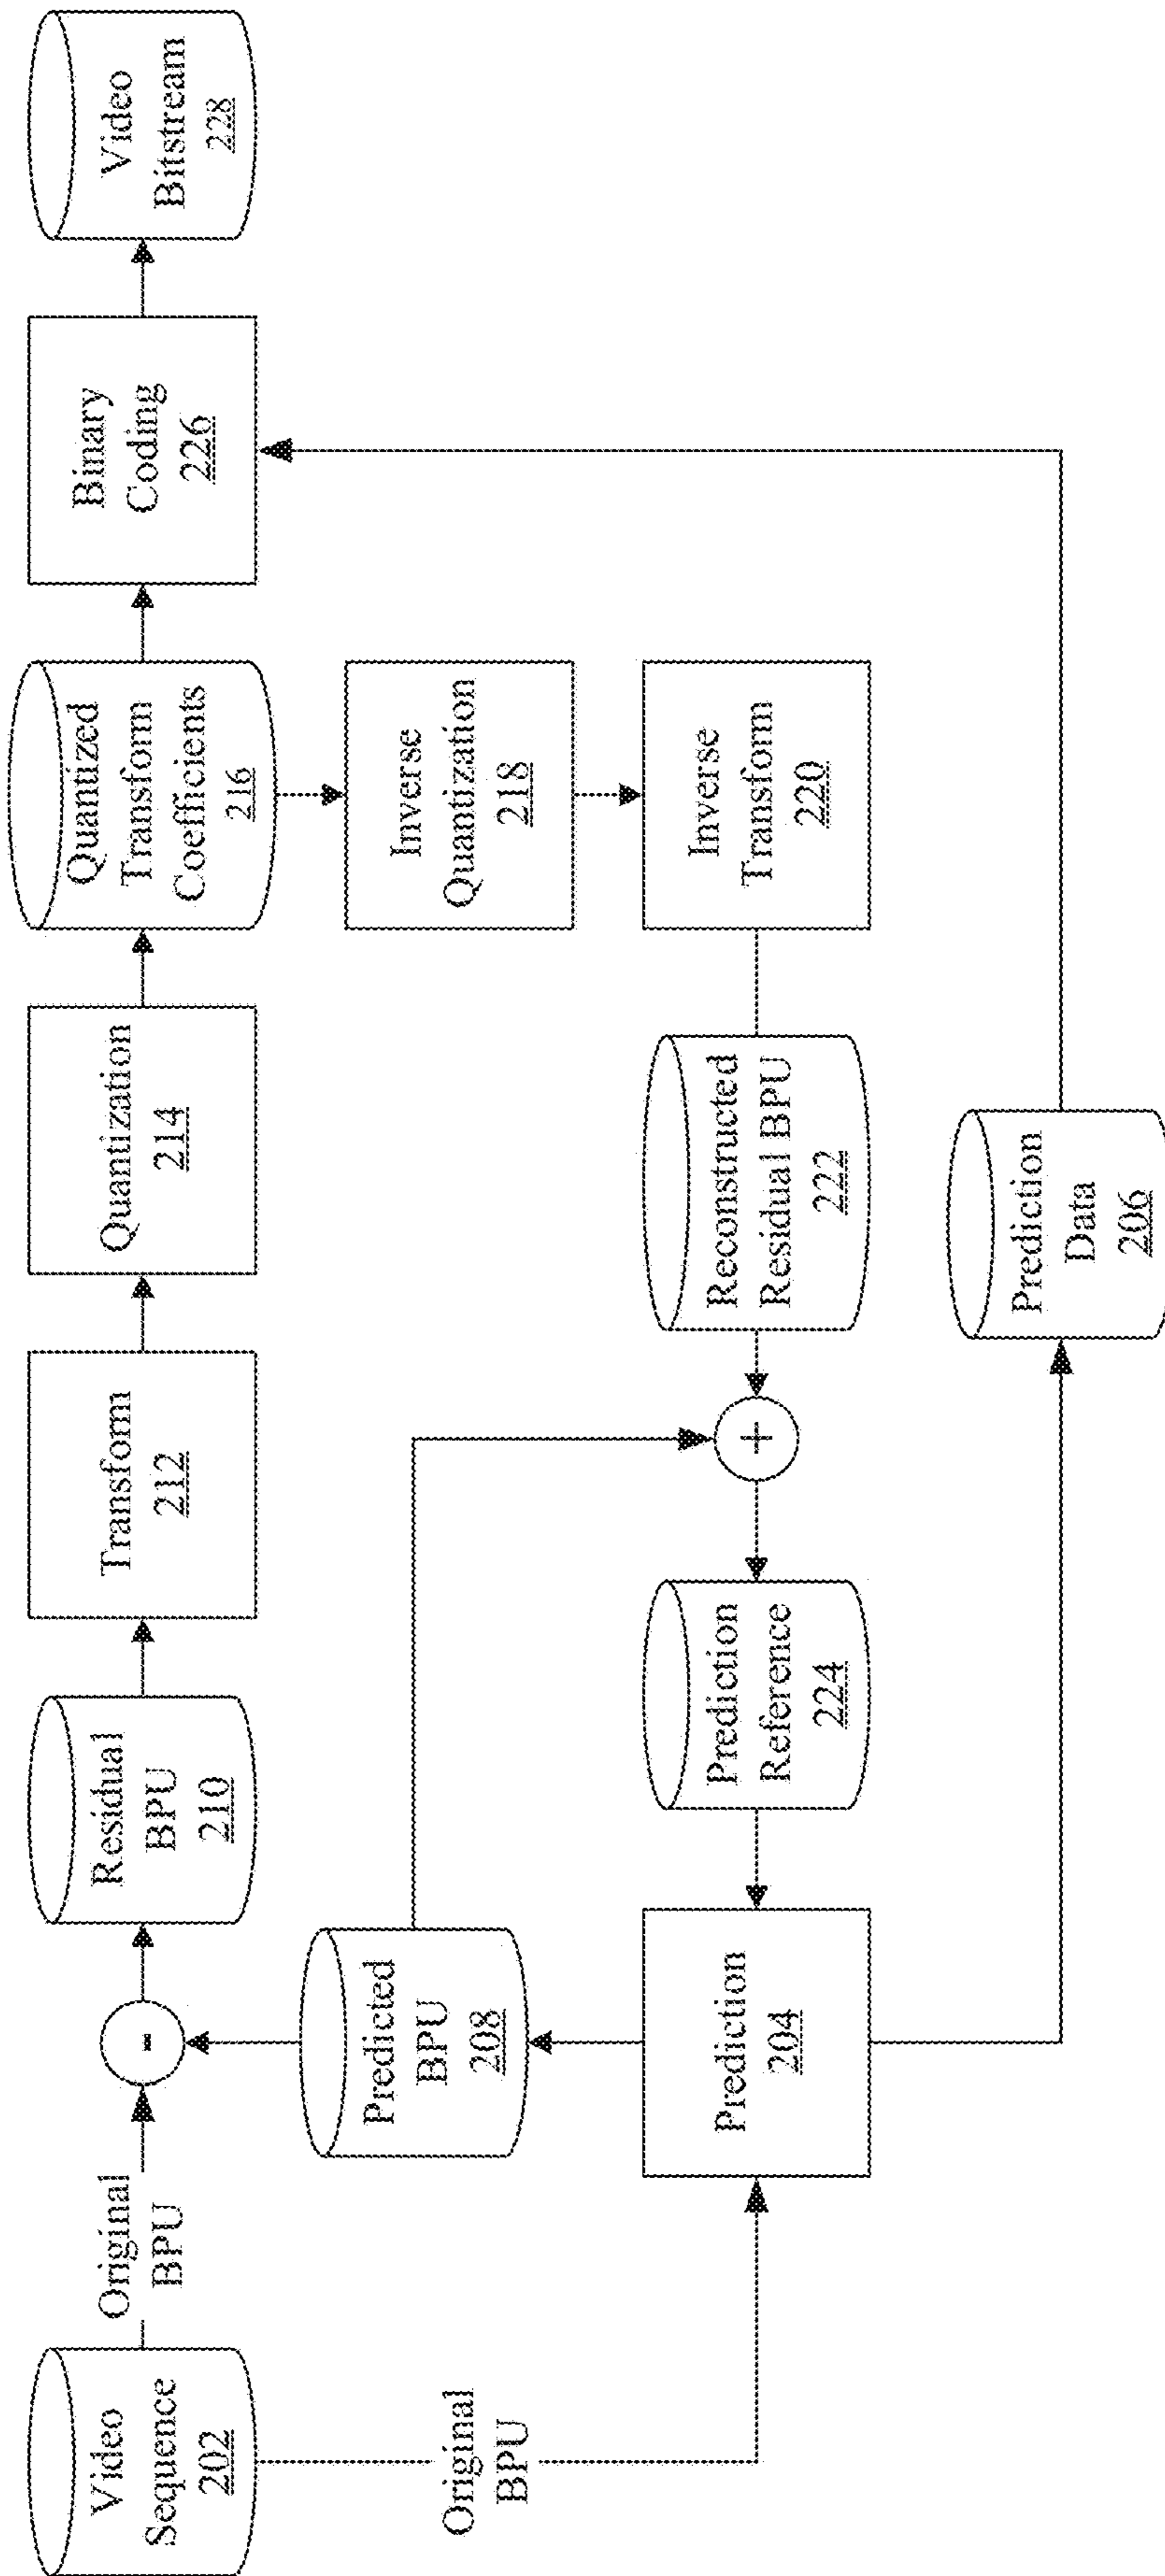 Video
Sequence
202
Original
BPU
-
Residual
BPU
210
Transform
212
Quantization
214
Quantized
Transform
Coefficients
216
Binary
Coding
226
Video
Bitstream
228
Predicted
BPU
208
Inverse
Quantization
218
Original
BPU
Prediction
204
Prediction
Reference
224
+
Reconstructed
Residual BPU
222
Inverse
Transform
220
Prediction
Data
206